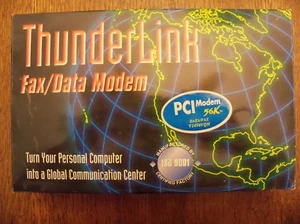 ThunderLink
Fax/Data Modem
PCI Modem
56K
Turn Your Personal Computer
into a Global Communication Center
ISO 9001